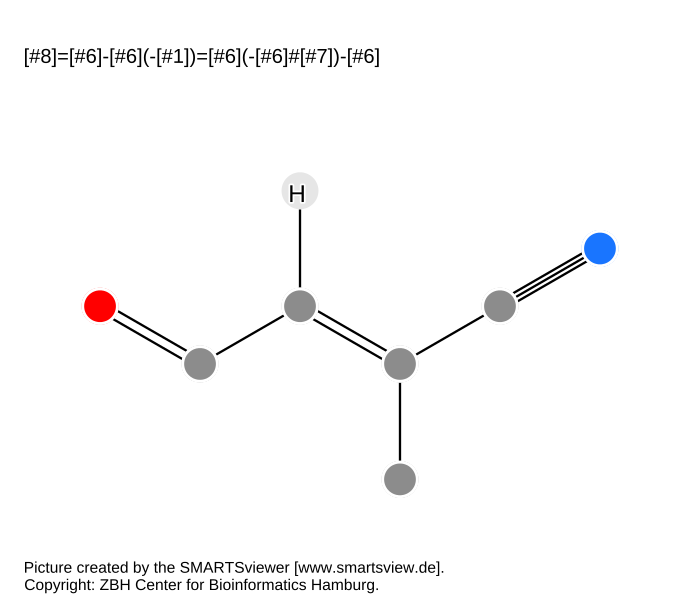 [#8]=[#6]-[#6](-[#1])=[#6](-[#6]#[#7])-[#6]
H
Picture created by the SMARTSviewer [www.smartsview.de].
Copyright: ZBH Center for Bioinformatics Hamburg.